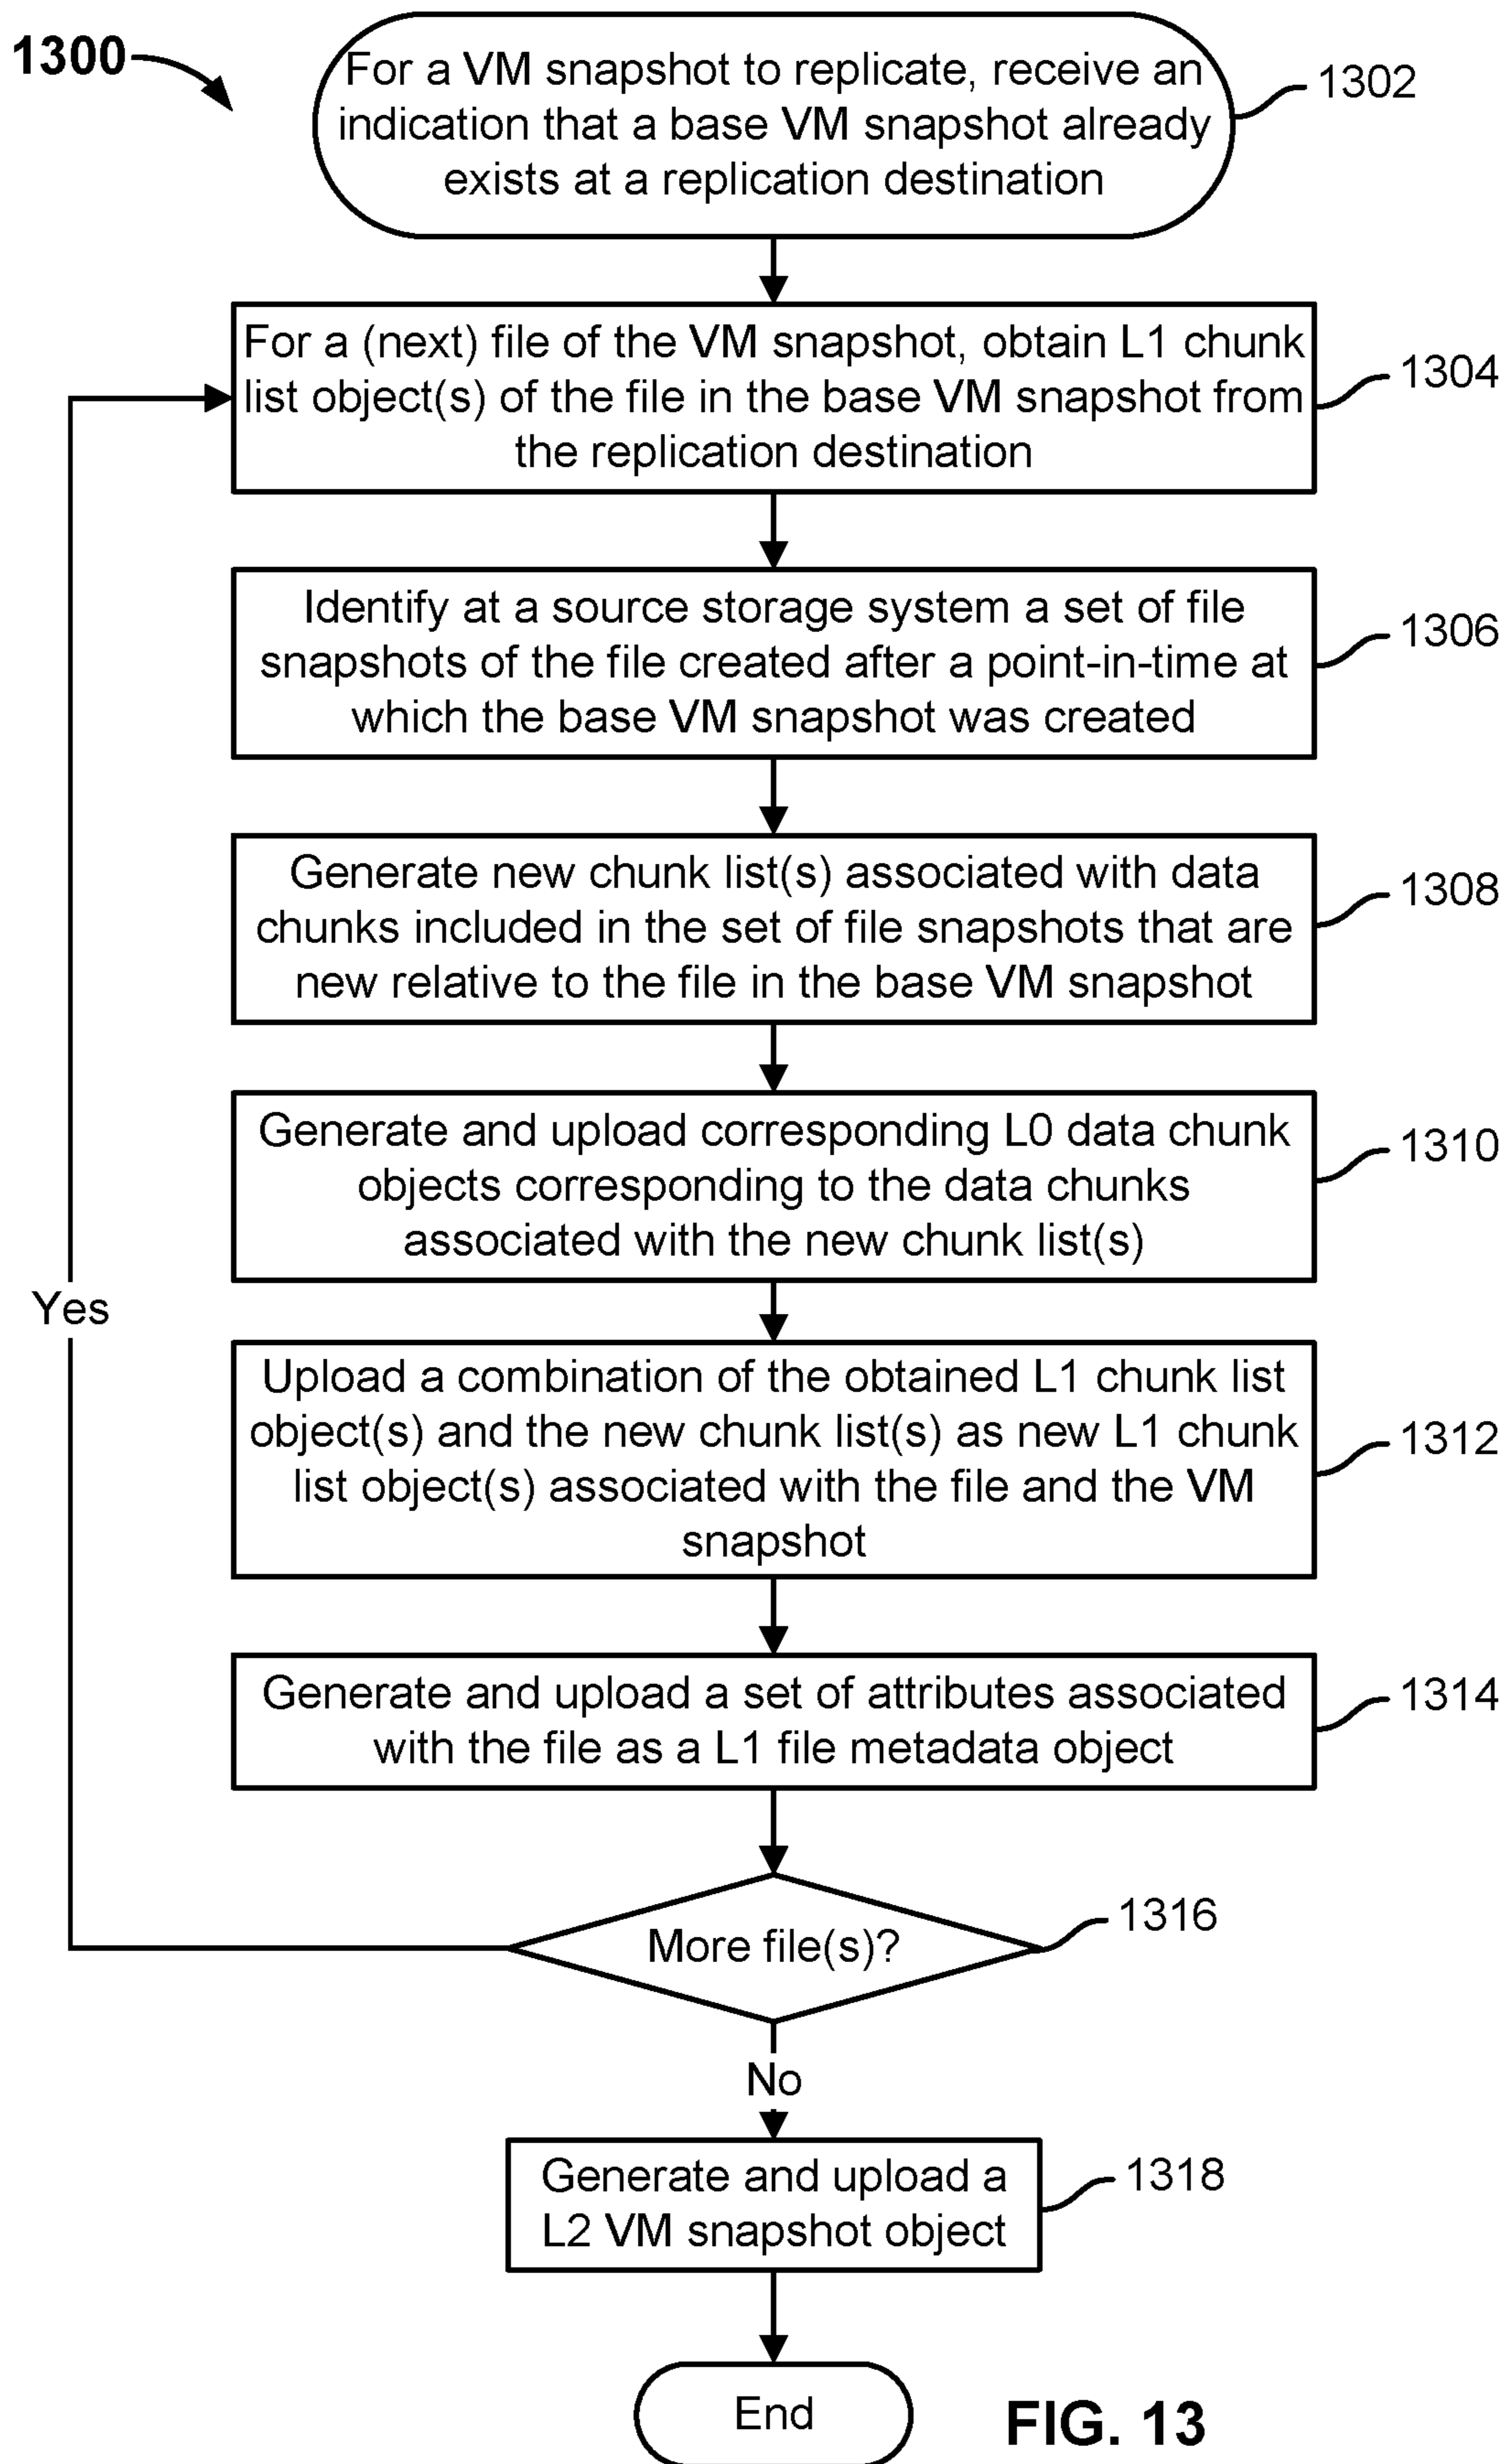 1300
For a VM snapshot to replicate, receive an
indication that a base VM snapshot already
exists at a replication destination
1302
For a (next) file of the VM snapshot, obtain L1 chunk
list object(s) of the file in the base VM snapshot from
the replication destination
1304
Identify at a source storage system a set of file
snapshots of the file created after a point-in-time at
which the base VM snapshot was created
1306
Generate new chunk list(s) associated with data
chunks included in the set of file snapshots that are
new relative to the file in the base VM snapshot
1308
Generate and upload corresponding L0 data chunk
objects corresponding to the data chunks
associated with the new chunk list(s)
1310
Yes
Upload a combination of the obtained L1 chunk list
object(s) and the new chunk list(s) as new L1 chunk
list object(s) associated with the file and the VM
snapshot
1312
Generate and upload a set of attributes associated
with the file as a L1 file metadata object
1314
More file(s)?
1316
No
Generate and upload a
L2 VM snapshot object
1318
End
FIG. 13